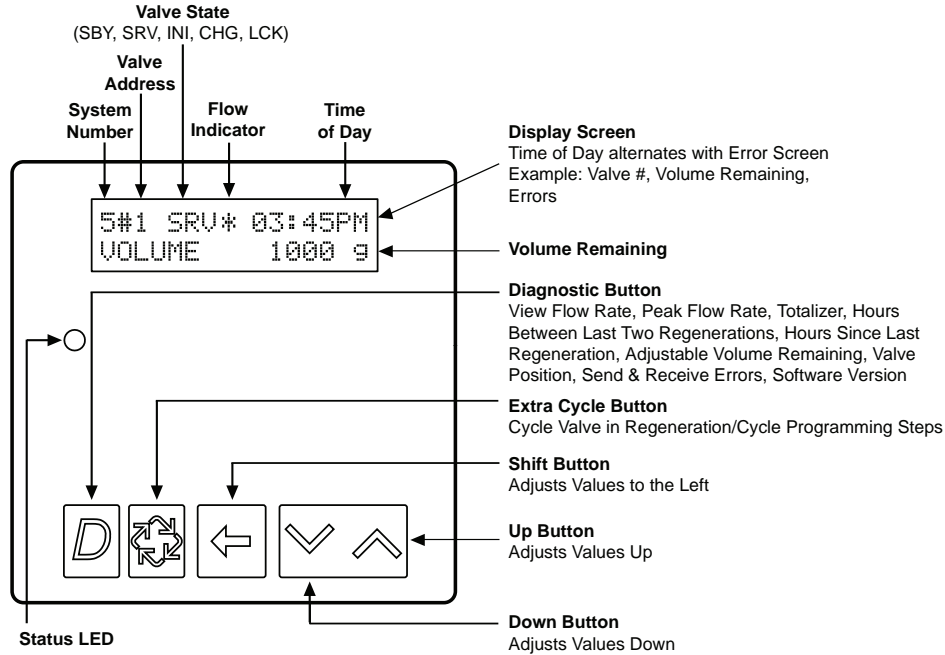 Valve State
(SBY, SRV, INI, CHG, LCK)
Valve
Address
System
Number
Flow
Indicator
Time
of Day
5#1 SRV* 03:45PM
VOLUME 1000 g
Display Screen
Time of Day alternates with Error Screen
Example: Valve #, Volume Remaining,
Errors
Volume Remaining
Diagnostic Button
View Flow Rate, Peak Flow Rate, Totalizer, Hours
Between Last Two Regenerations, Hours Since Last
Regeneration, Adjustable Volume Remaining, Valve
Position, Send & Receive Errors, Software Version
Extra Cycle Button
Cycle Valve in Regeneration/Cycle Programming Steps
Shift Button
Adjusts Values to the Left
D
Up Button
Adjusts Values Up
Down Button
Adjusts Values Down
Status LED